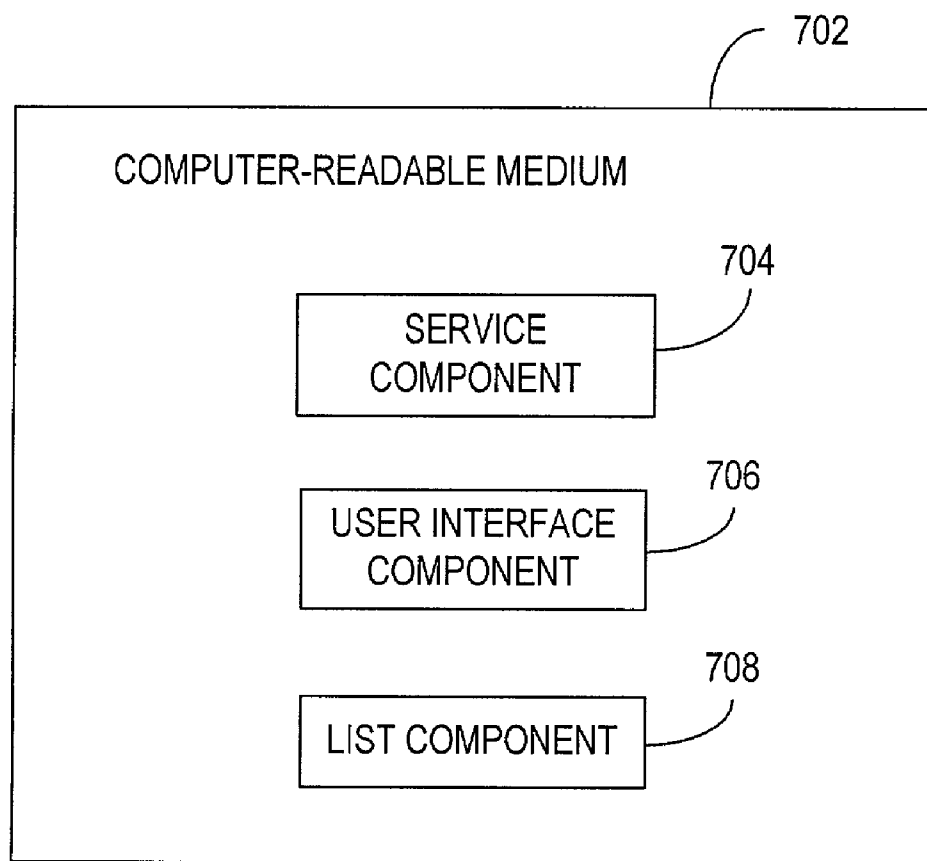 702
COMPUTER-READABLE MEDIUM
704
SERVICE
COMPONENT
706
USER INTERFACE
COMPONENT
708
LIST COMPONENT